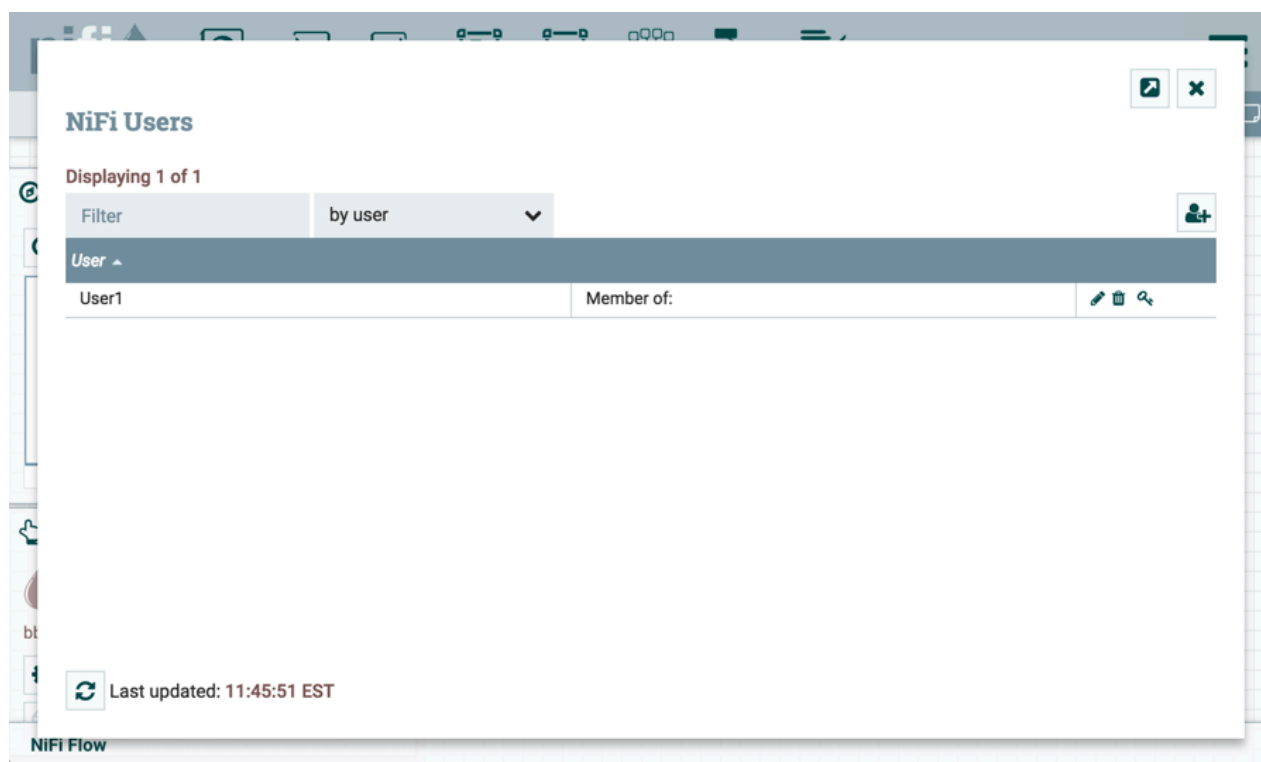 NiFi Users
Displaying 1 of 1
Filter by user
User
User1 Member of:
Last updated: 11:45:51 EST
NiFi Flow